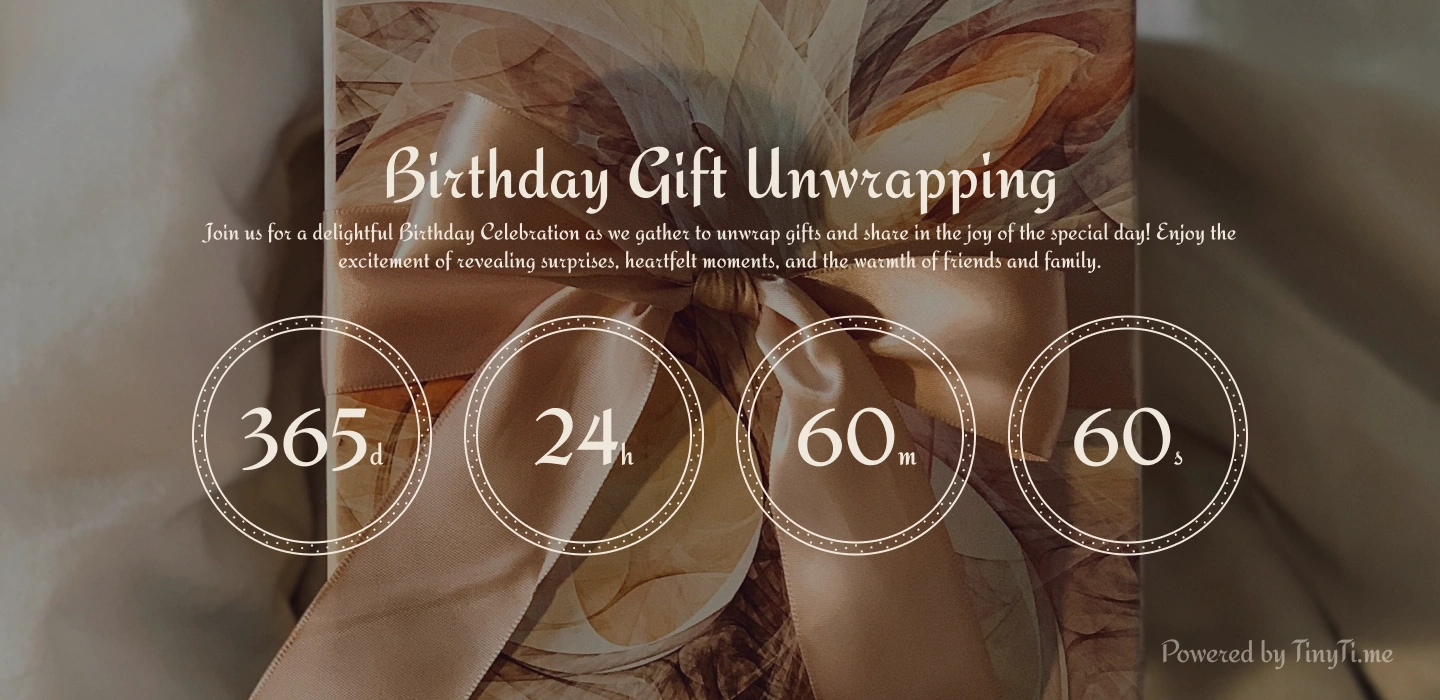 Birthday Gift Unwrapping
Join us for a delightful Birthday Celebration as we gather to unwrap gifts and share in the joy of the special day! Enjoy the
excitement of revealing surprises, heartfelt moments, and the warmth of friends and family.
365d 24h 60m 60s
Powered by TinyTi.me